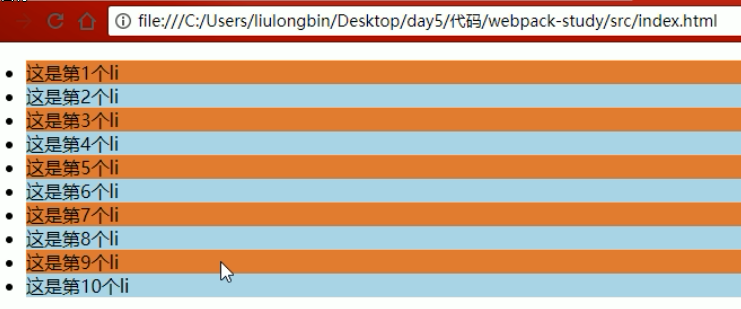 file:///C:/Users/liulongbin/Desktop/day5/代码/webpack-study/src/index.html
这是第1个li
这是第2个li
这是第3个li
这是第4个li
这是第5个li
这是第6个li
这是第7个li
这是第8个li
这是第9个li
这是第10个li